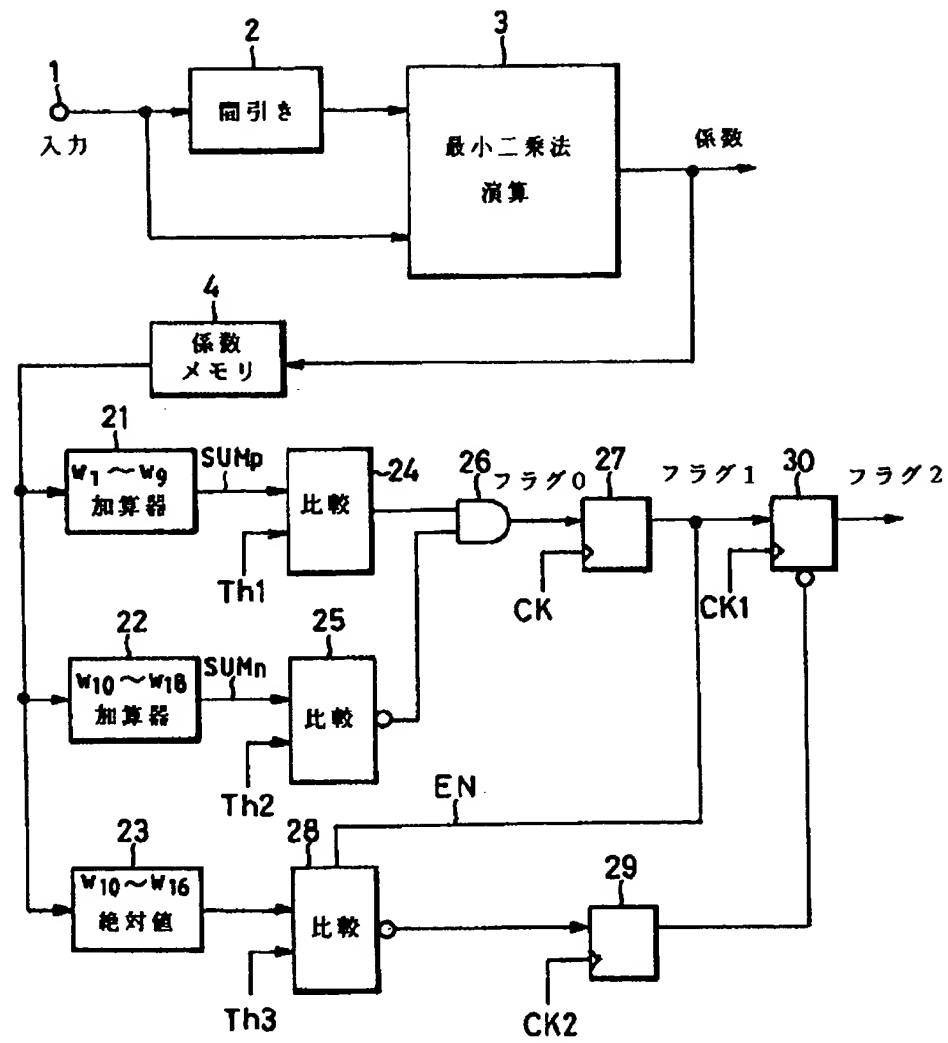 1
入力
2
間引き
3
最小二乗法
演算
係数
4
係数
メモリ
21
W1～W9
加算器
SUMp
比較
24
Th1
26
フラグ0
27
CK
フラグ1
30
CK1
フラグ2
22
W10～W18
加算器
SUMn
25
比較
Th2
EN
23
W10～W16
絶対値
28
比較
Th3
29
CK2